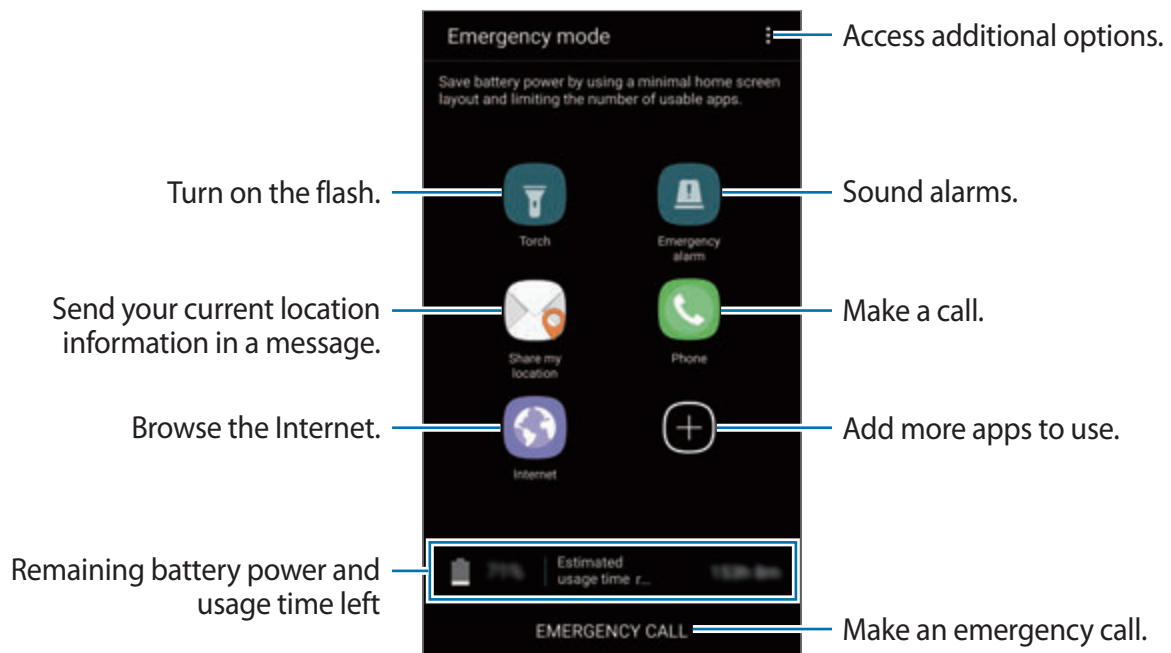 Emergency mode
Access additional options.
Save battery power by using a minimal home screen
layout and limiting the number of usable apps.
Turn on the flash.
Sound alarms.
Torch
Emergency
alarm
Send your current location
information in a message.
Make a call.
Share my
location
Phone
Browse the Internet.
Add more apps to use.
Internet
Remaining battery power and
usage time left
Estimated
usage time r...
EMERGENCY CALL
Make an emergency call.